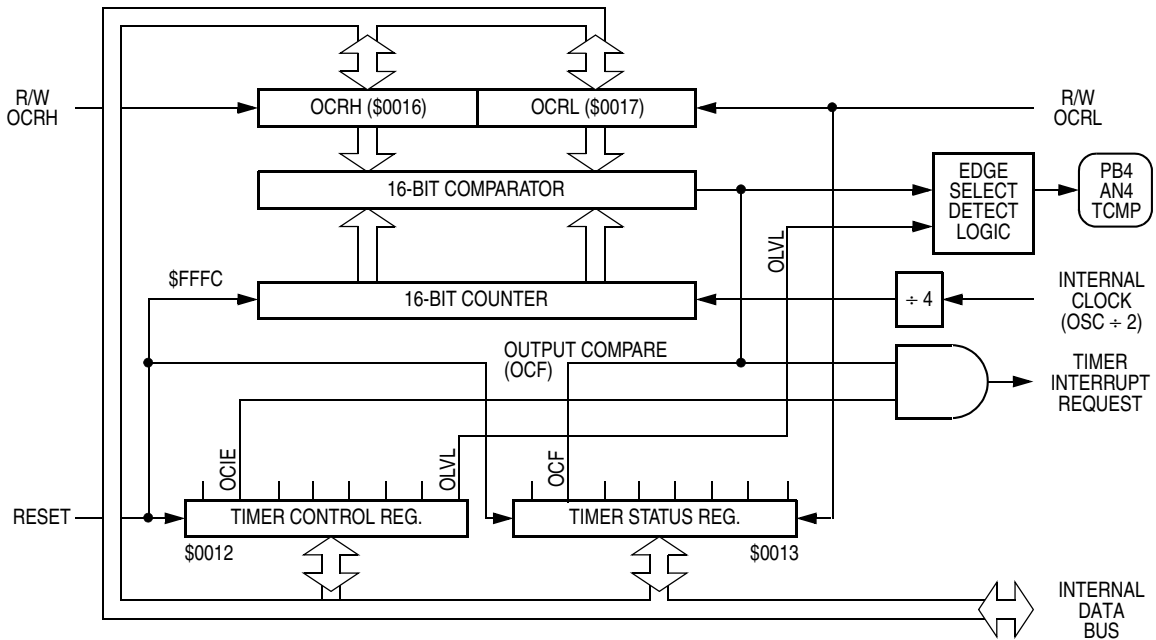 R/W
OCRH
OCRH ($0016)
OCRL ($0017)
R/W
OCRL
16-BIT COMPARATOR
EDGE
SELECT
DETECT
LOGIC
PB4
AN4
TCMP
OLVL
$FFFC
16-BIT COUNTER
÷ 4
INTERNAL
CLOCK
(OSC ÷ 2)
OUTPUT COMPARE
(OCF)
TIMER
INTERRUPT
REQUEST
OCIE
OLVL
OCF
RESET
TIMER CONTROL REG.
TIMER STATUS REG.
$0012
$0013
INTERNAL
DATA
BUS